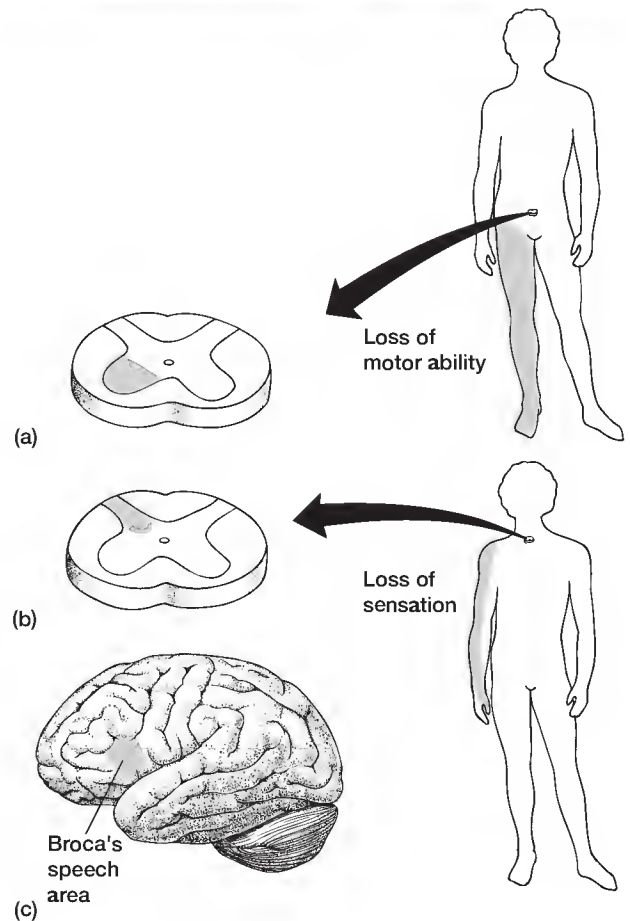 Loss of
motor ability
(a)
Loss of
sensation
(b)
Broca's
speech
area
(c)